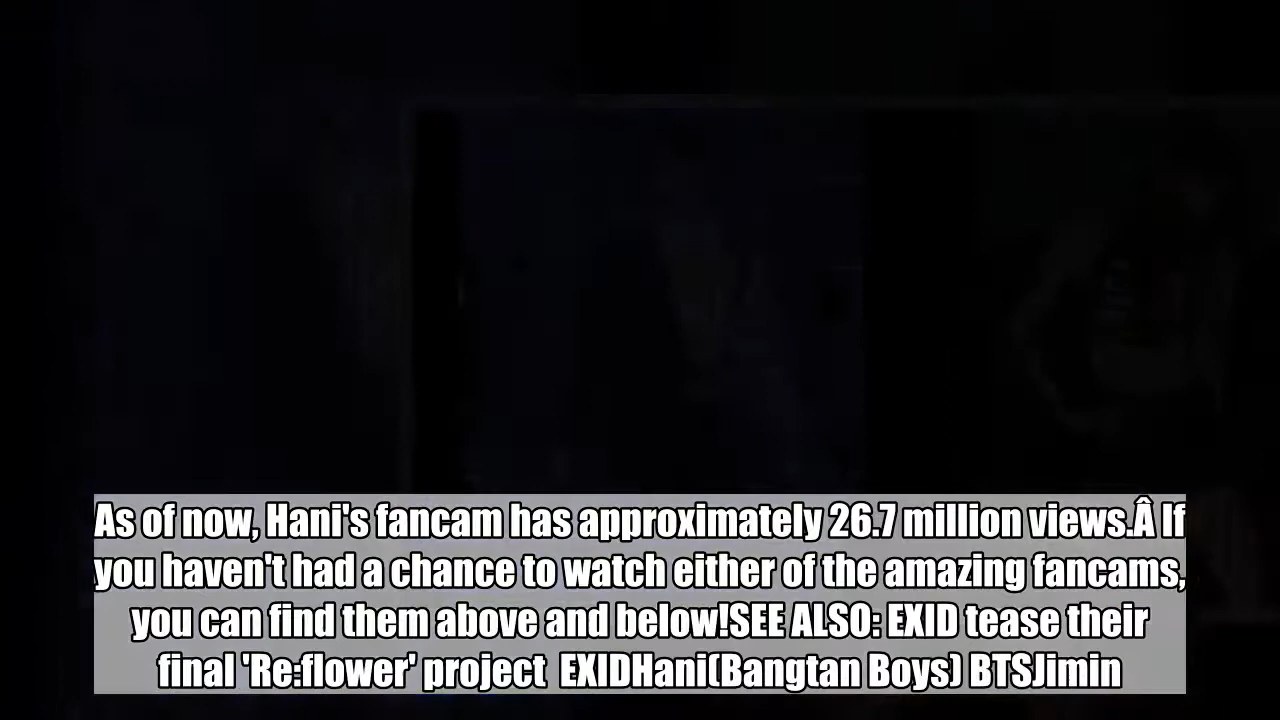 As of now, Hani's fancam has approximately 26.7 million views.Â If
you haven't had a chance to watch either of the amazing fancams,
you can find them above and below!SEE ALSO: EXID tease their
final 'Re:flower' project  EXIDHani(Bangtan Boys) BTSJimin